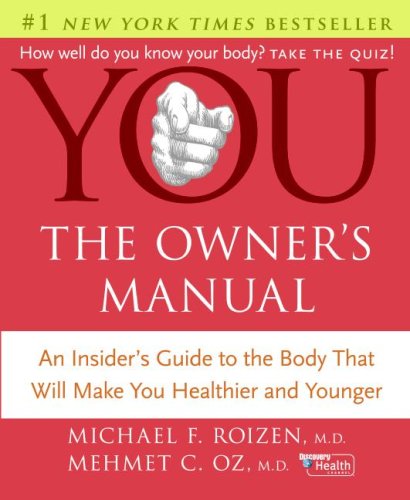 #1 NEW YORK TIMES BESTSELLER
How well do you know your body? TAKE THE QUIZ!
YOU
THE OWNER'S
MANUAL
An Insider's Guide to the Body That
Will Make You Healthier and Younger
MICHAEL F. ROIZEN, M.D.
MEHMET C. OZ, M.D.
Discovery
Health
CHANNEL